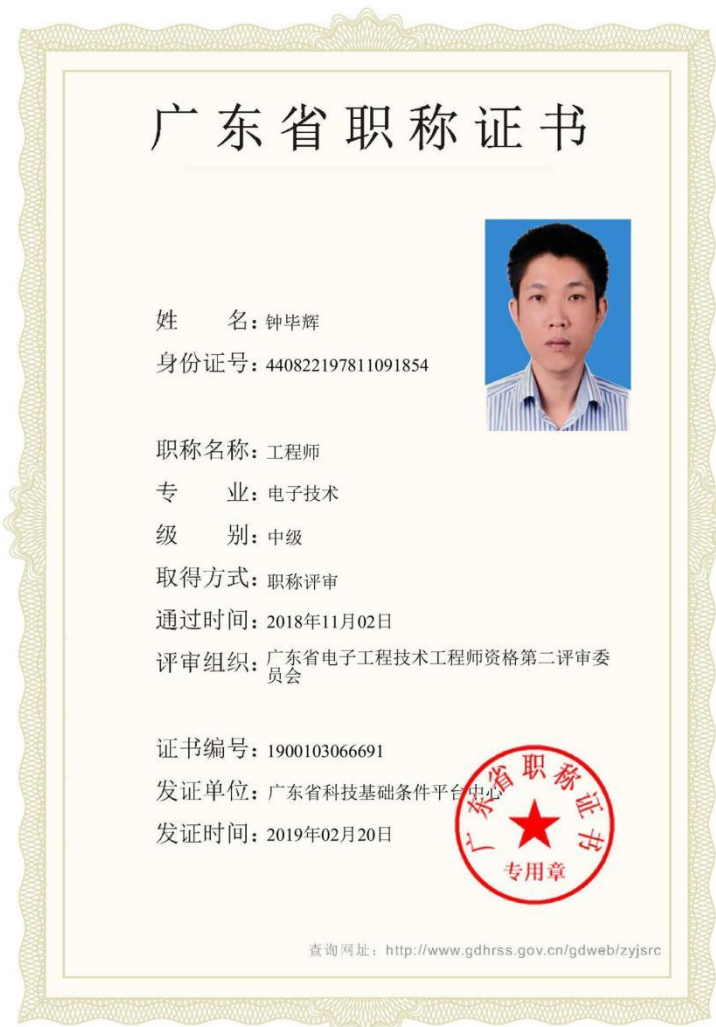 广东省职称证书
姓 名：钟毕辉
身份证号：440822197811091854
职称名称：工程师
专 业：电子技术
级 别：中级
取得方式：职称评审
通过时间：2018年11月02日
评审组织：广东省电子工程技术工程师资格第二评审委
员会
证书编号：1900103066691
发证单位：广东省科技基础条件平台中心
发证时间：2019年02月20日
广东省职称证书
专用章
查询网址：http://www.gdhrss.gov.cn/gdweb/zyjsrc